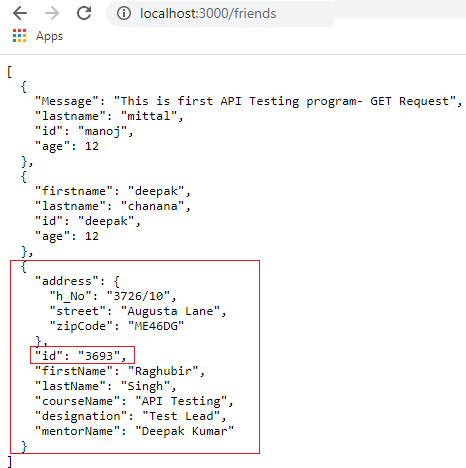 localhost:3000/friends
Apps
[
{
"Message": "This is first API Testing program- GET Request",
"lastname": "mittal",
"id": "manoj",
"age": 12
},
{
"firstname": "deepak",
"lastname": "chanana",
"id": "deepak",
"age": 12
},
{
"address": {
"h_No": "3726/10",
"street": "Augusta Lane",
"zipCode": "ME46DG"
},
"id": "3693",
"firstName": "Raghubir",
"lastName": "Singh",
"courseName": "API Testing",
"designation": "Test Lead",
"mentorName": "Deepak Kumar"
}
]